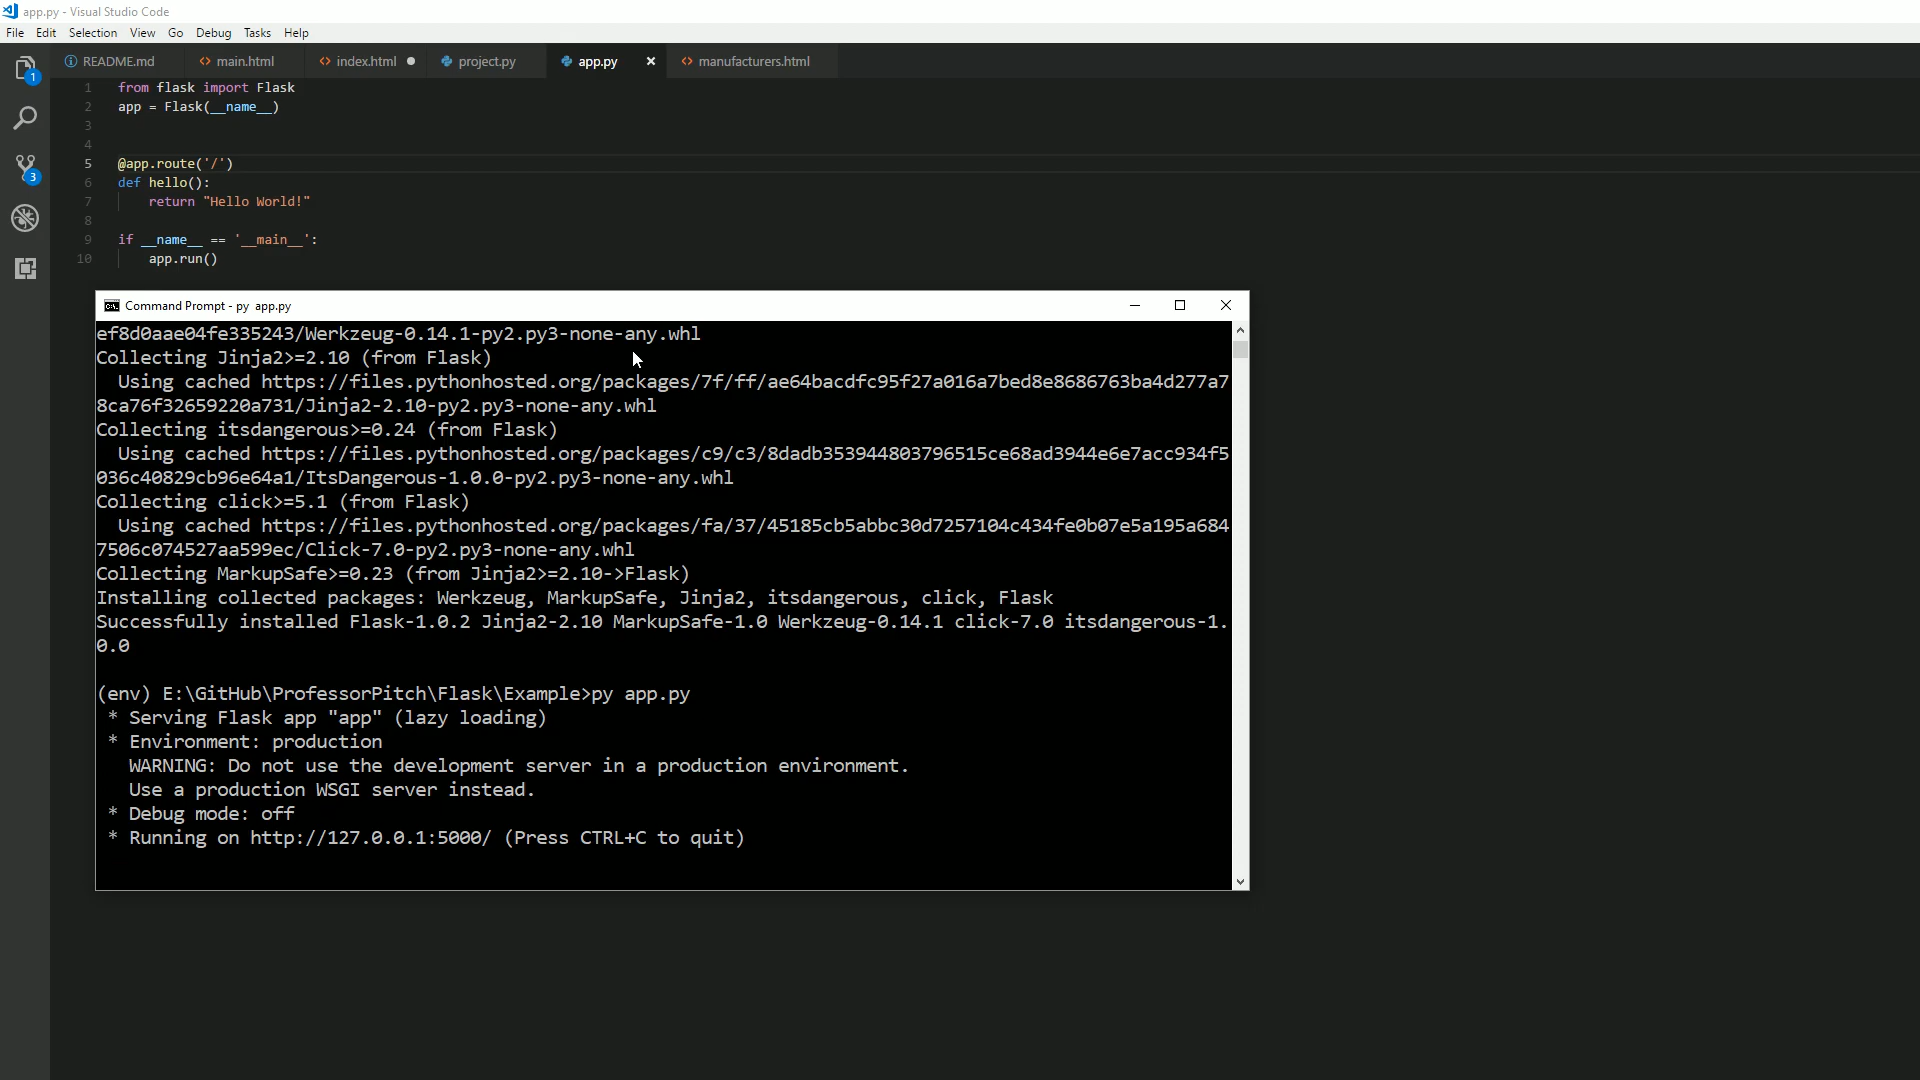 app.py - Visual Studio Code
File Edit Selection View Go Debug Tasks Help
README.md main.html index.html project.py app.py manufacturers.html
1
3
1 from flask import Flask
2 app = Flask(__name__)
3
4
5 @app.route('/')
6 def hello():
7 return "Hello World!"
8
9 if __name__ == '__main__':
10 app.run()
Command Prompt - py app.py
ef8d0aae04fe335243/Werkzeug-0.14.1-py2.py3-none-any.whl
Collecting Jinja2>=2.10 (from Flask)
Using cached https://files.pythonhosted.org/packages/7f/ff/ae64bacdfc95f27a016a7bed8e8686763ba4d277a7
8ca76f32659220a731/Jinja2-2.10-py2.py3-none-any.whl
Collecting itsdangerous>=0.24 (from Flask)
Using cached https://files.pythonhosted.org/packages/c9/c3/8dadb353944803796515ce68ad3944e6e7acc934f5
036c40829cb96e64a1/ItsDangerous-1.0.0-py2.py3-none-any.whl
Collecting click>=5.1 (from Flask)
Using cached https://files.pythonhosted.org/packages/fa/37/45185cb5abbc30d7257104c434fe0b07e5a195a684
7506c074527aa599ec/Click-7.0-py2.py3-none-any.whl
Collecting MarkupSafe>=0.23 (from Jinja2>=2.10->Flask)
Installing collected packages: Werkzeug, MarkupSafe, Jinja2, itsdangerous, click, Flask
Successfully installed Flask-1.0.2 Jinja2-2.10 MarkupSafe-1.0 Werkzeug-0.14.1 click-7.0 itsdangerous-1.
0.0
(env) E:\GitHub\ProfessorPitch\Flask\Example>py app.py
* Serving Flask app "app" (lazy loading)
* Environment: production
WARNING: Do not use the development server in a production environment.
Use a production WSGI server instead.
* Debug mode: off
* Running on http://127.0.0.1:5000/ (Press CTRL+C to quit)